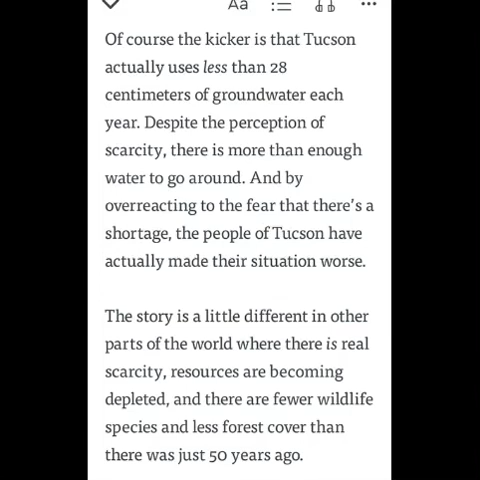 Aa
Of course the kicker is that Tucson
actually uses less than 28
centimeters of groundwater each
year. Despite the perception of
scarcity, there is more than enough
water to go around. And by
overreacting to the fear that there's a
shortage, the people of Tucson have
actually made their situation worse.
The story is a little different in other
parts of the world where there is real
scarcity, resources are becoming
depleted, and there are fewer wildlife
species and less forest cover than
there was just 50 years ago.